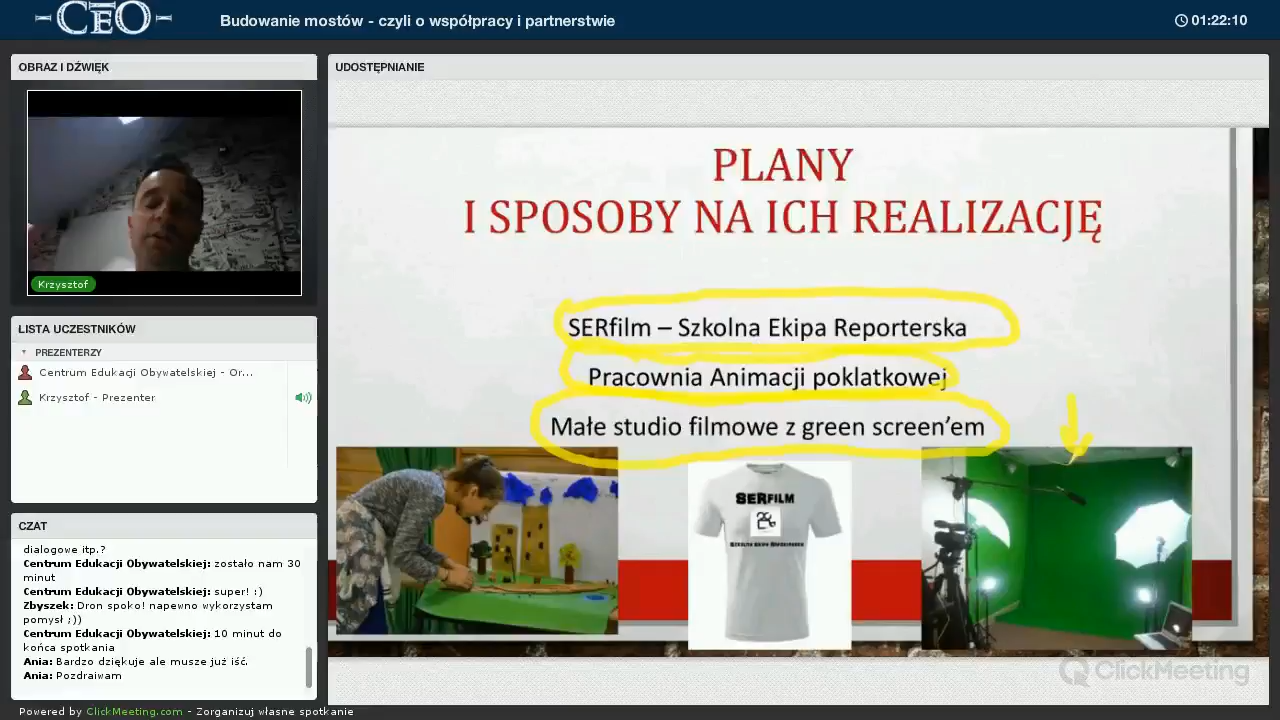 CEO
Budowanie mostów - czyli o współpracy i partnerstwie
01:22:10
OBRAZ I DŹWIĘK
Krzysztof
LISTA UCZESTNIKÓW
PREZENTERZY
Centrum Edukacji Obywatelskiej - Or...
Krzysztof - Prezenter
CZAT
dialogowe itp.?
Centrum Edukacji Obywatelskiej: zostało nam 30
minut
Centrum Edukacji Obywatelskiej: super! :)
Zbyszek: Dron spoko! napewno wykorzystam
pomysł ;))
Centrum Edukacji Obywatelskiej: 10 minut do
końca spotkania
Ania: Bardzo dziękuje ale musze już iść.
Ania: Pozdraiwam
UDOSTĘPNIANIE
PLANY
I SPOSOBY NA ICH REALIZACJĘ
SERfilm – Szkolna Ekipa Reporterska
Pracownia Animacji poklatkowej
Małe studio filmowe z green screen’em
SERFILM
SZKOLNA EKIPA REPORTERSKA
ClickMeeting
Powered by ClickMeeting.com - Zorganizuj własne spotkanie